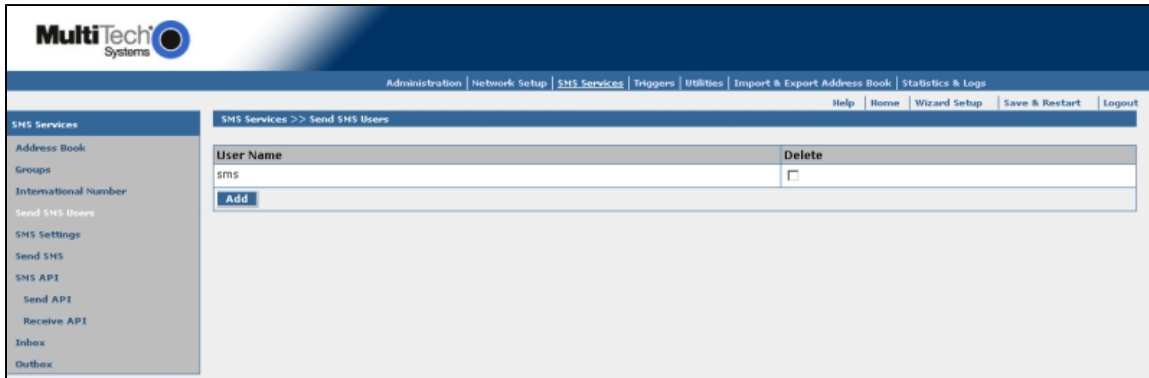 MultiTech
Systems
Administration | Network Setup | SMS Services | Triggers | Utilities | Import & Export Address Book | Statistics & Logs
Help | Home | Wizard Setup | Save & Restart | Logout
SMS Services
SMS Services >> Send SMS Users
Address Book
Groups
International Number
Send SMS Users
SMS Settings
Send SMS
SMS API
Send API
Receive API
Inbox
Outbox
User Name Delete
sms
Add